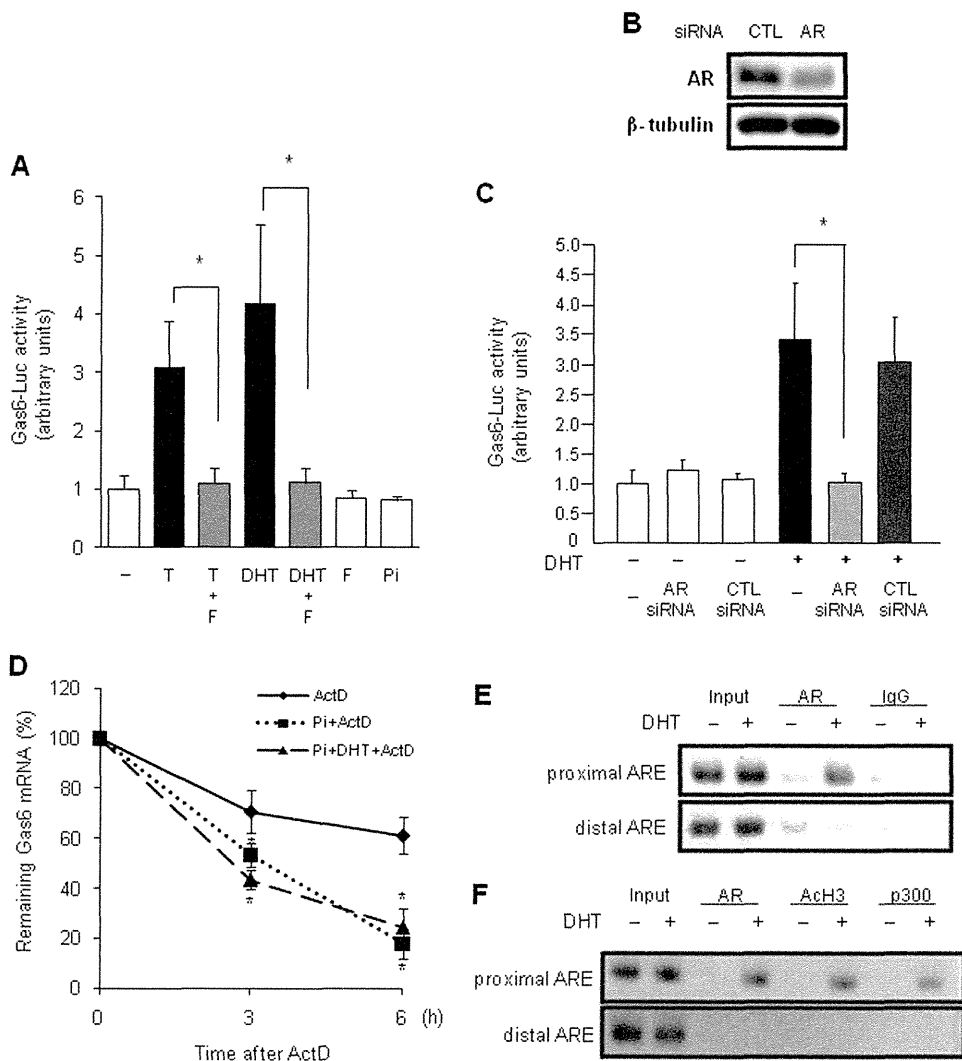 B
siRNA CTL AR
AR
β-tubulin
A
*
*
Gas6-Luc activity
(arbitrary units)
6
5
4
3
2
1
0
–
T
T
+
F
DHT
DHT
+
F
F
Pi
C
*
Gas6-Luc activity
(arbitrary units)
5.0
4.5
4.0
3.5
3.0
2.5
2.0
1.5
1.0
0.5
0
DHT – – – + + +
– AR siRNA CTL siRNA – AR siRNA CTL siRNA
D
Remaining Gas6 mRNA (%)
120
100
80
60
40
20
0
ActD
Pi+ActD
Pi+DHT+ActD
*
*
*
*
0 3 6 (h)
Time after ActD
E
Input AR IgG
DHT – + – + – +
proximal ARE
distal ARE
F
Input AR AcH3 p300
DHT – + – + – + – +
proximal ARE
distal ARE